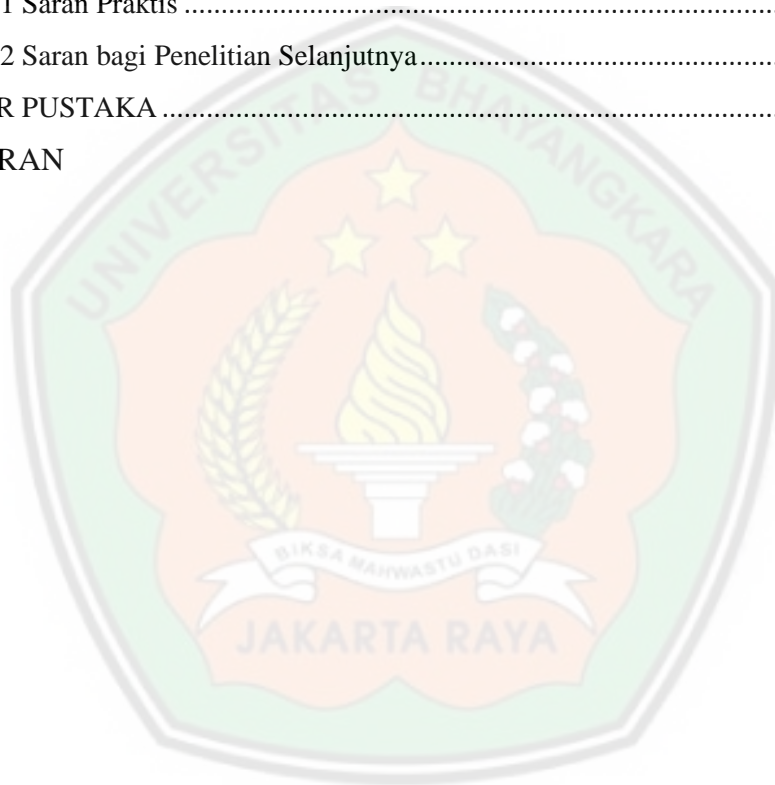 1 Saran Praktis ..........................................................................................
2 Saran bagi Penelitian Selanjutnya....................................................
R PUSTAKA .............................................................................................
RAN
UNIVERSITAS BHAYANGKARA
BIKSA MAHWASTU DASI
JAKARTA RAYA